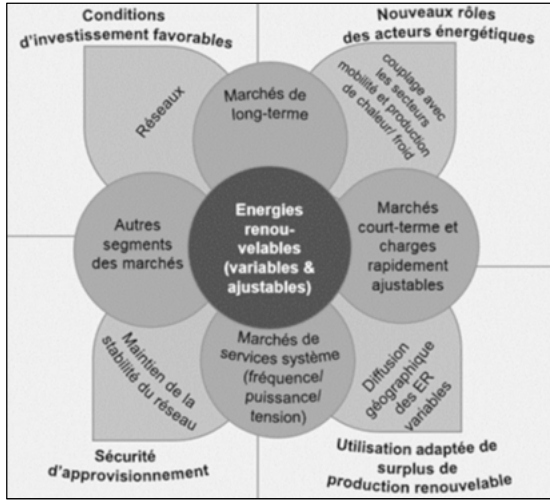 Conditions
d'investissement favorables
Nouveaux rôles
des acteurs énergétiques
Réseaux
Marchés de
long-terme
couplage avec
les secteurs
mobilité et production
de chaleur/ froid
Autres
segments
des marchés
Energies
renou-
velables
(variables &
ajustables)
Marchés
court-terme et
charges
rapidement
ajustables
Maintien de la
stabilité du réseau
Marchés de
services système
(fréquence/
puissance/
tension)
Diffusion
géographique
des ER
variables
Sécurité
d'approvisionnement
Utilisation adaptée de
surplus de
production renouvelable